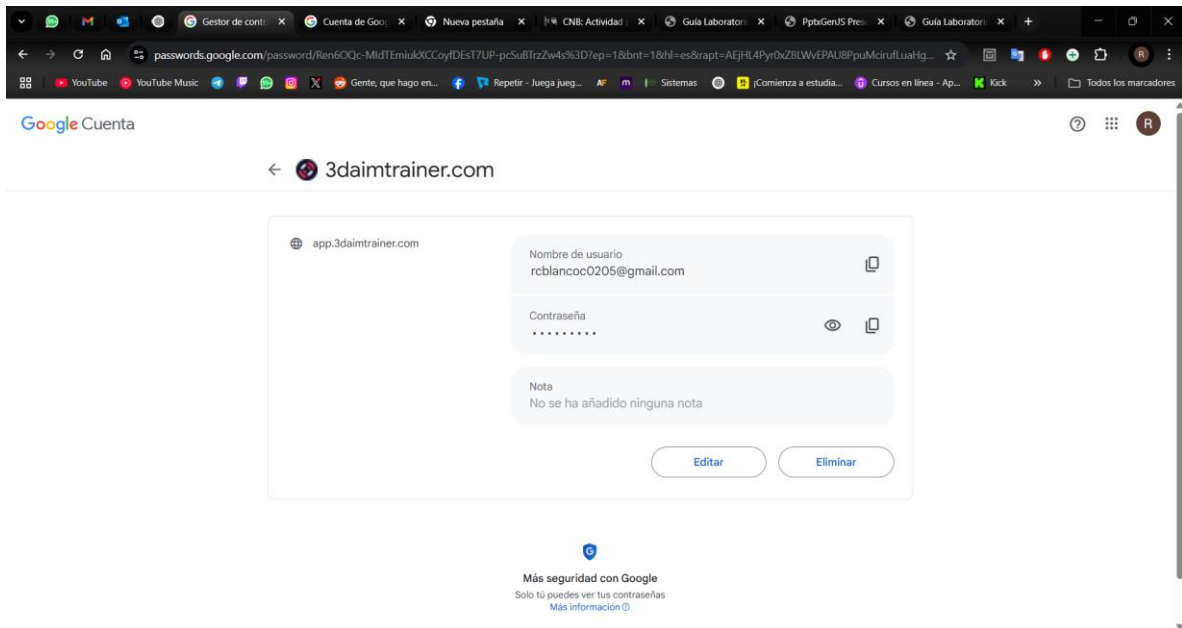 Gestor de contr
Cuenta de Goog
Nueva pestaña
CNB: Actividad
Guía Laboratori
PptxGenJS Pres
Guía Laboratori
passwords.google.com/password/Ren6OQc-MIdTEmiukXCCoyfDEsT7UP-pcSuBTrzZw4s%3D?ep=1&bnt=1&hl=es&rapt=AEjHL4Pyr0xZ8LWvEPAU8PpuMcirufLuaHg...
YouTube
YouTube Music
Gente, que hago en...
Repetir - Juega jueg...
Sistemas
¡Comienza a estudia...
Cursos en línea - Ap...
Kick
Todos los marcadores
Google Cuenta
R
3daimtrainer.com
app.3daimtrainer.com
Nombre de usuario
rcblancoc0205@gmail.com
Contraseña
Nota
No se ha añadido ninguna nota
Editar
Eliminar
Más seguridad con Google
Solo tú puedes ver tus contraseñas
Más información